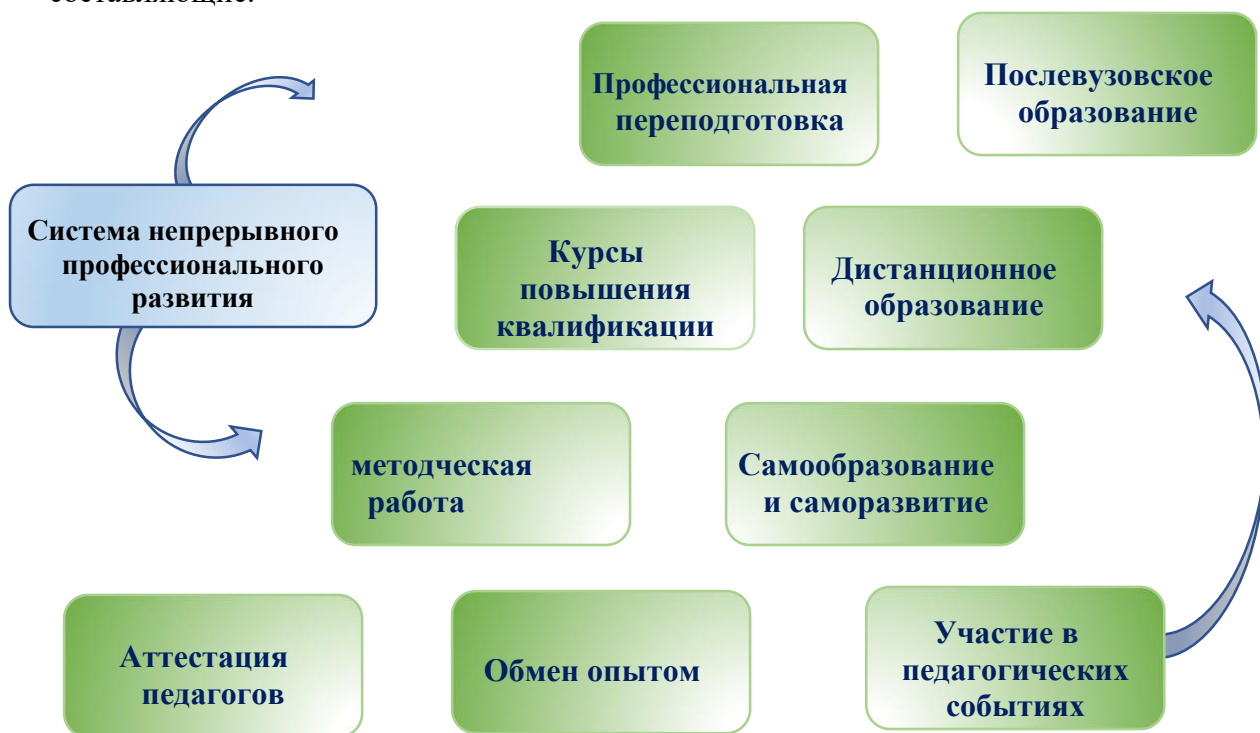 составляющие:
Профессиональная
переподготовка
Послевузовское
образование
Система непрерывного
профессионального
развития
Курсы
повышения
квалификации
Дистанционное
образование
методческая
работа
Самообразование
и саморазвитие
Аттестация
педагогов
Обмен опытом
Участие в
педагогических
событиях